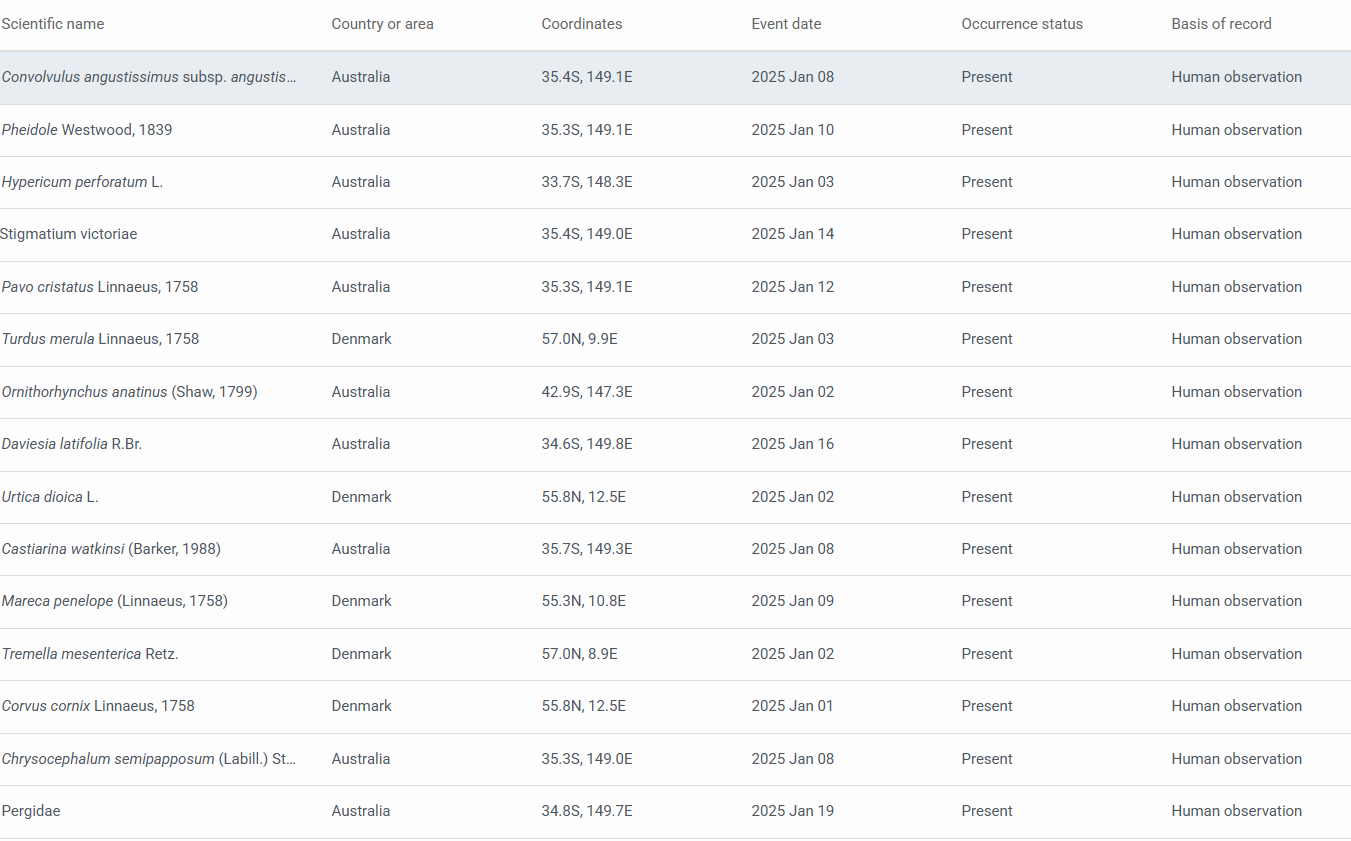 Scientific name Country or area Coordinates Event date Occurrence status Basis of record
Convolvulus angustissimus subsp. angustis... Australia 35.4S, 149.1E 2025 Jan 08 Present Human observation
Pheidole Westwood, 1839 Australia 35.3S, 149.1E 2025 Jan 10 Present Human observation
Hypericum perforatum L. Australia 33.7S, 148.3E 2025 Jan 03 Present Human observation
Stigmatium victoriae Australia 35.4S, 149.0E 2025 Jan 14 Present Human observation
Pavo cristatus Linnaeus, 1758 Australia 35.3S, 149.1E 2025 Jan 12 Present Human observation
Turdus merula Linnaeus, 1758 Denmark 57.0N, 9.9E 2025 Jan 03 Present Human observation
Ornithorhynchus anatinus (Shaw, 1799) Australia 42.9S, 147.3E 2025 Jan 02 Present Human observation
Daviesia latifolia R.Br. Australia 34.6S, 149.8E 2025 Jan 16 Present Human observation
Urtica dioica L. Denmark 55.8N, 12.5E 2025 Jan 02 Present Human observation
Castiarina watkinsi (Barker, 1988) Australia 35.7S, 149.3E 2025 Jan 08 Present Human observation
Mareca penelope (Linnaeus, 1758) Denmark 55.3N, 10.8E 2025 Jan 09 Present Human observation
Tremella mesenterica Retz. Denmark 57.0N, 8.9E 2025 Jan 02 Present Human observation
Corvus cornix Linnaeus, 1758 Denmark 55.8N, 12.5E 2025 Jan 01 Present Human observation
Chrysocephalum semipapposum (Labill.) St... Australia 35.3S, 149.0E 2025 Jan 08 Present Human observation
Pergidae Australia 34.8S, 149.7E 2025 Jan 19 Present Human observation